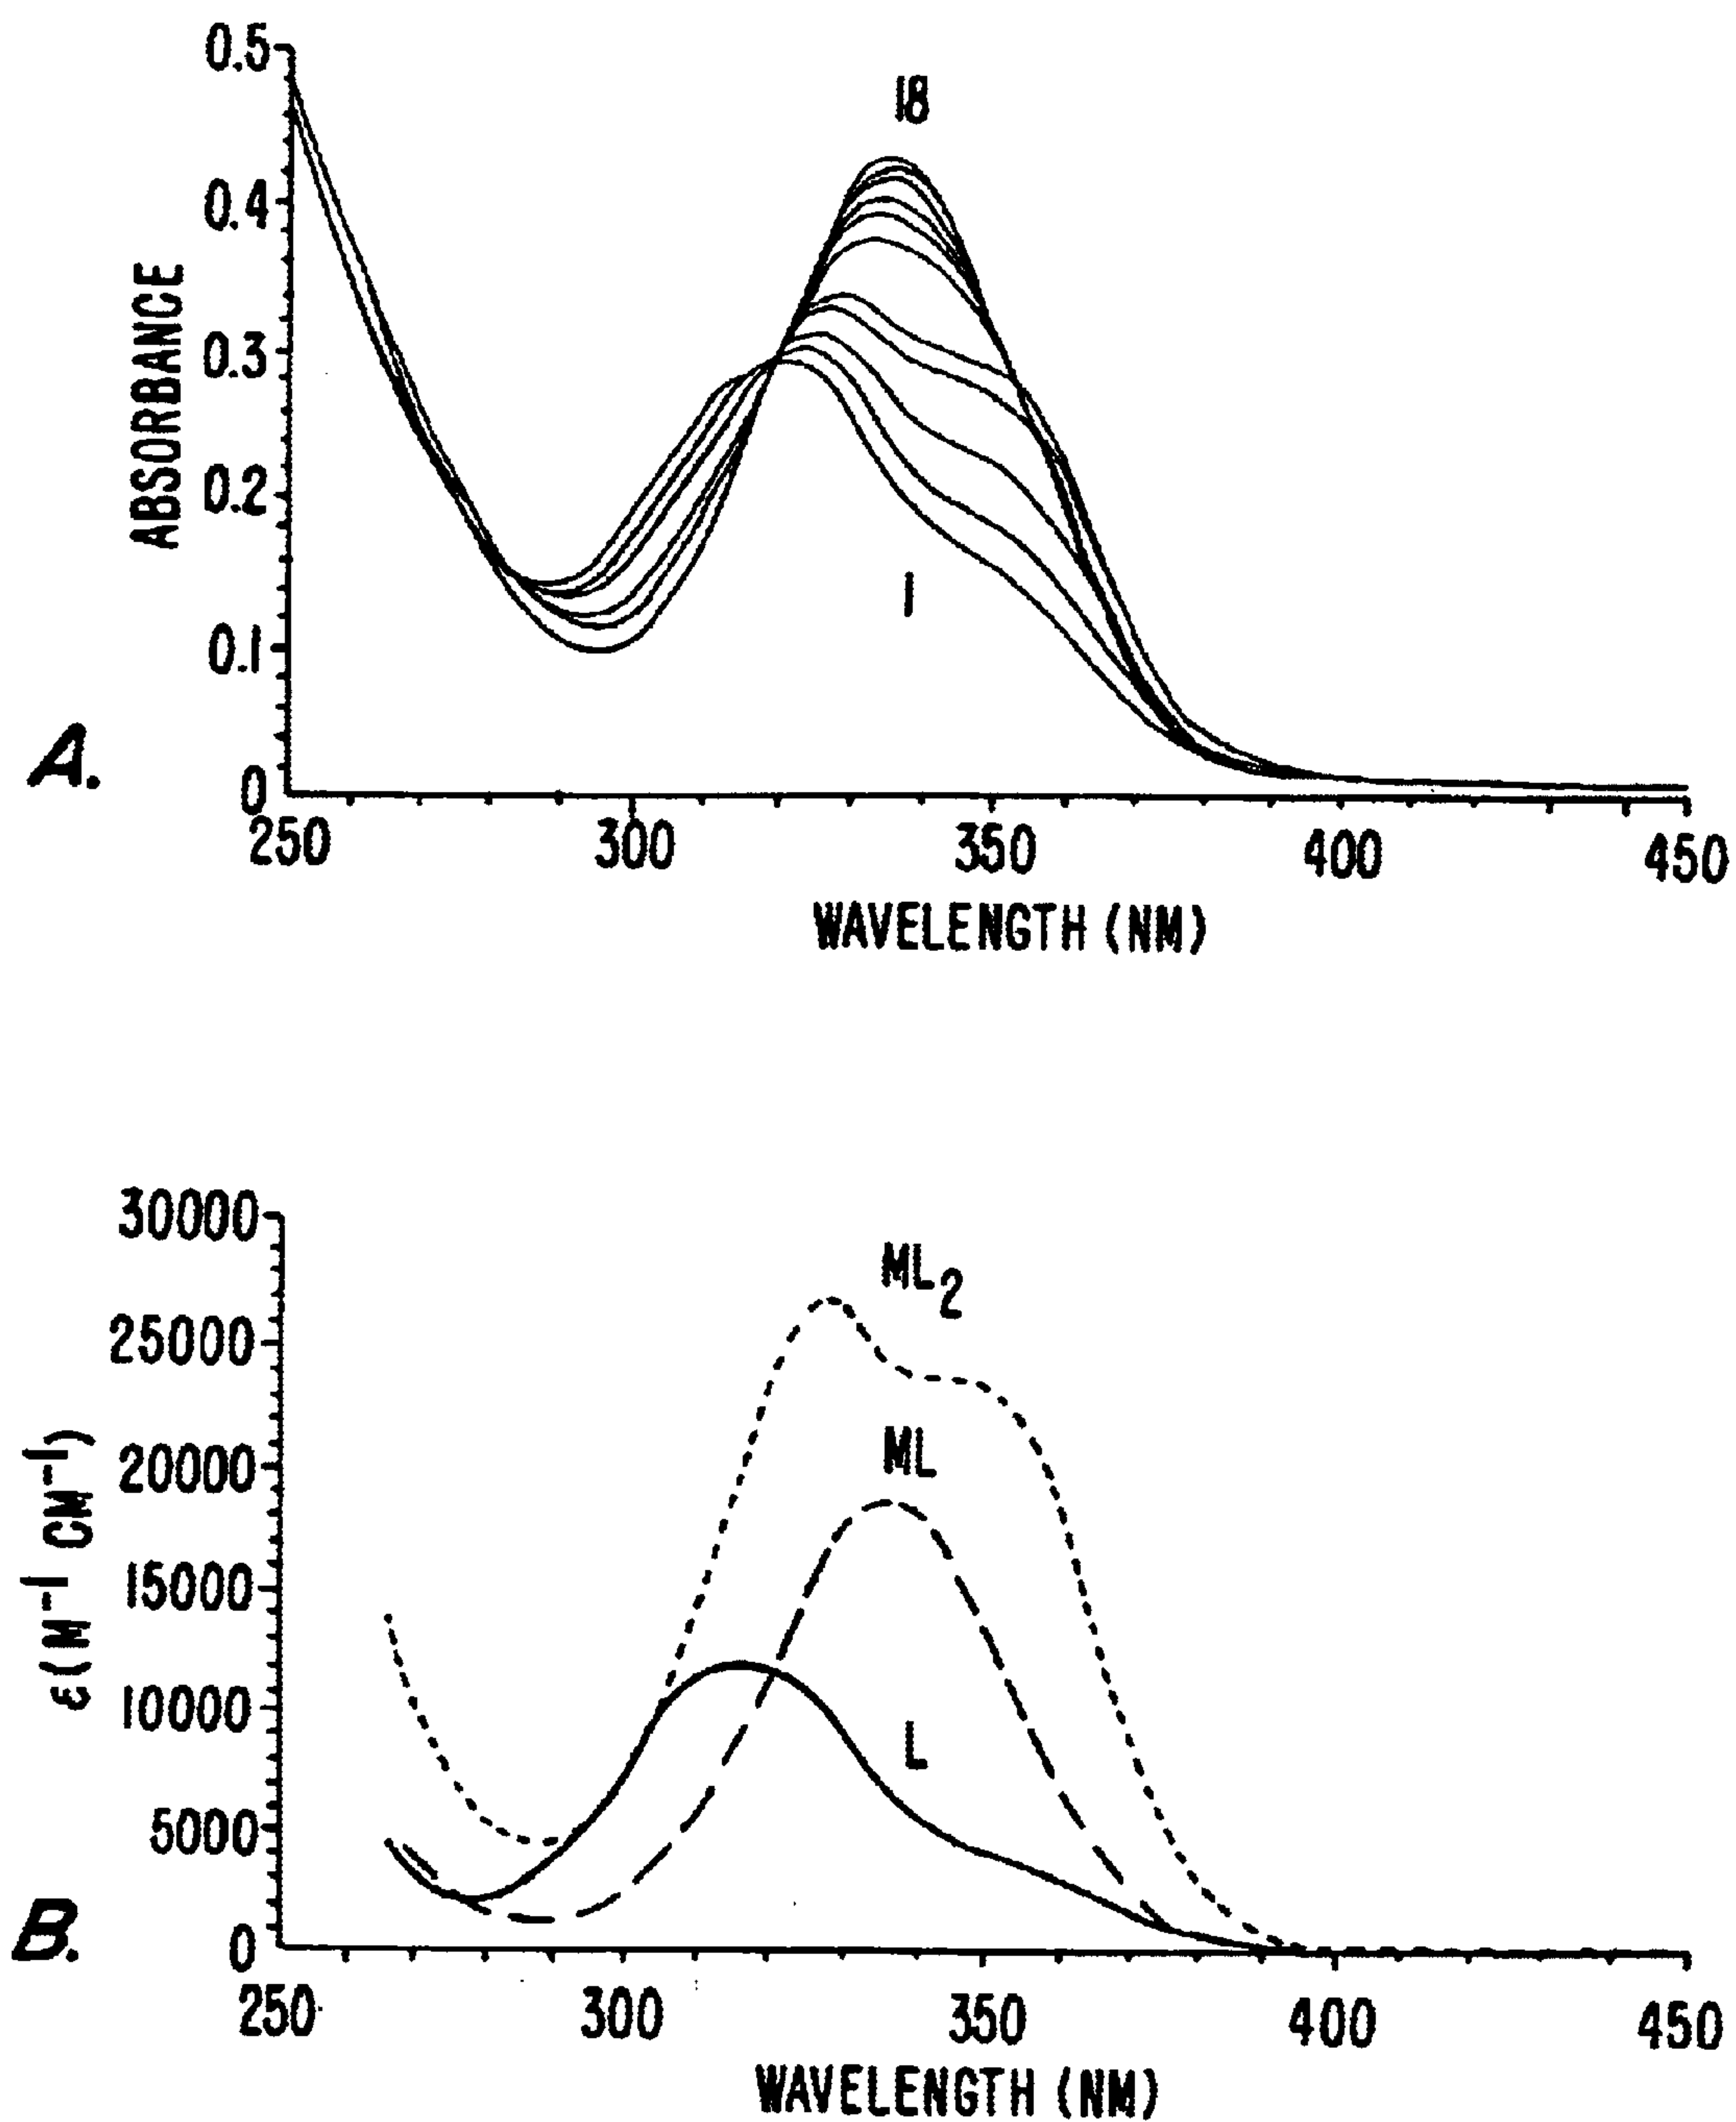 0.5
18
0.4
0.3
0.2
0.1
0
ABSORBANCE
1
A.
250 300 350 400 450
WAVELENGTH (NM)
30000
25000
20000
15000
10000
5000
0
ε (M⁻¹ CM⁻¹)
ML₂
ML
L
B.
250 300 350 400 450
WAVELENGTH (NM)